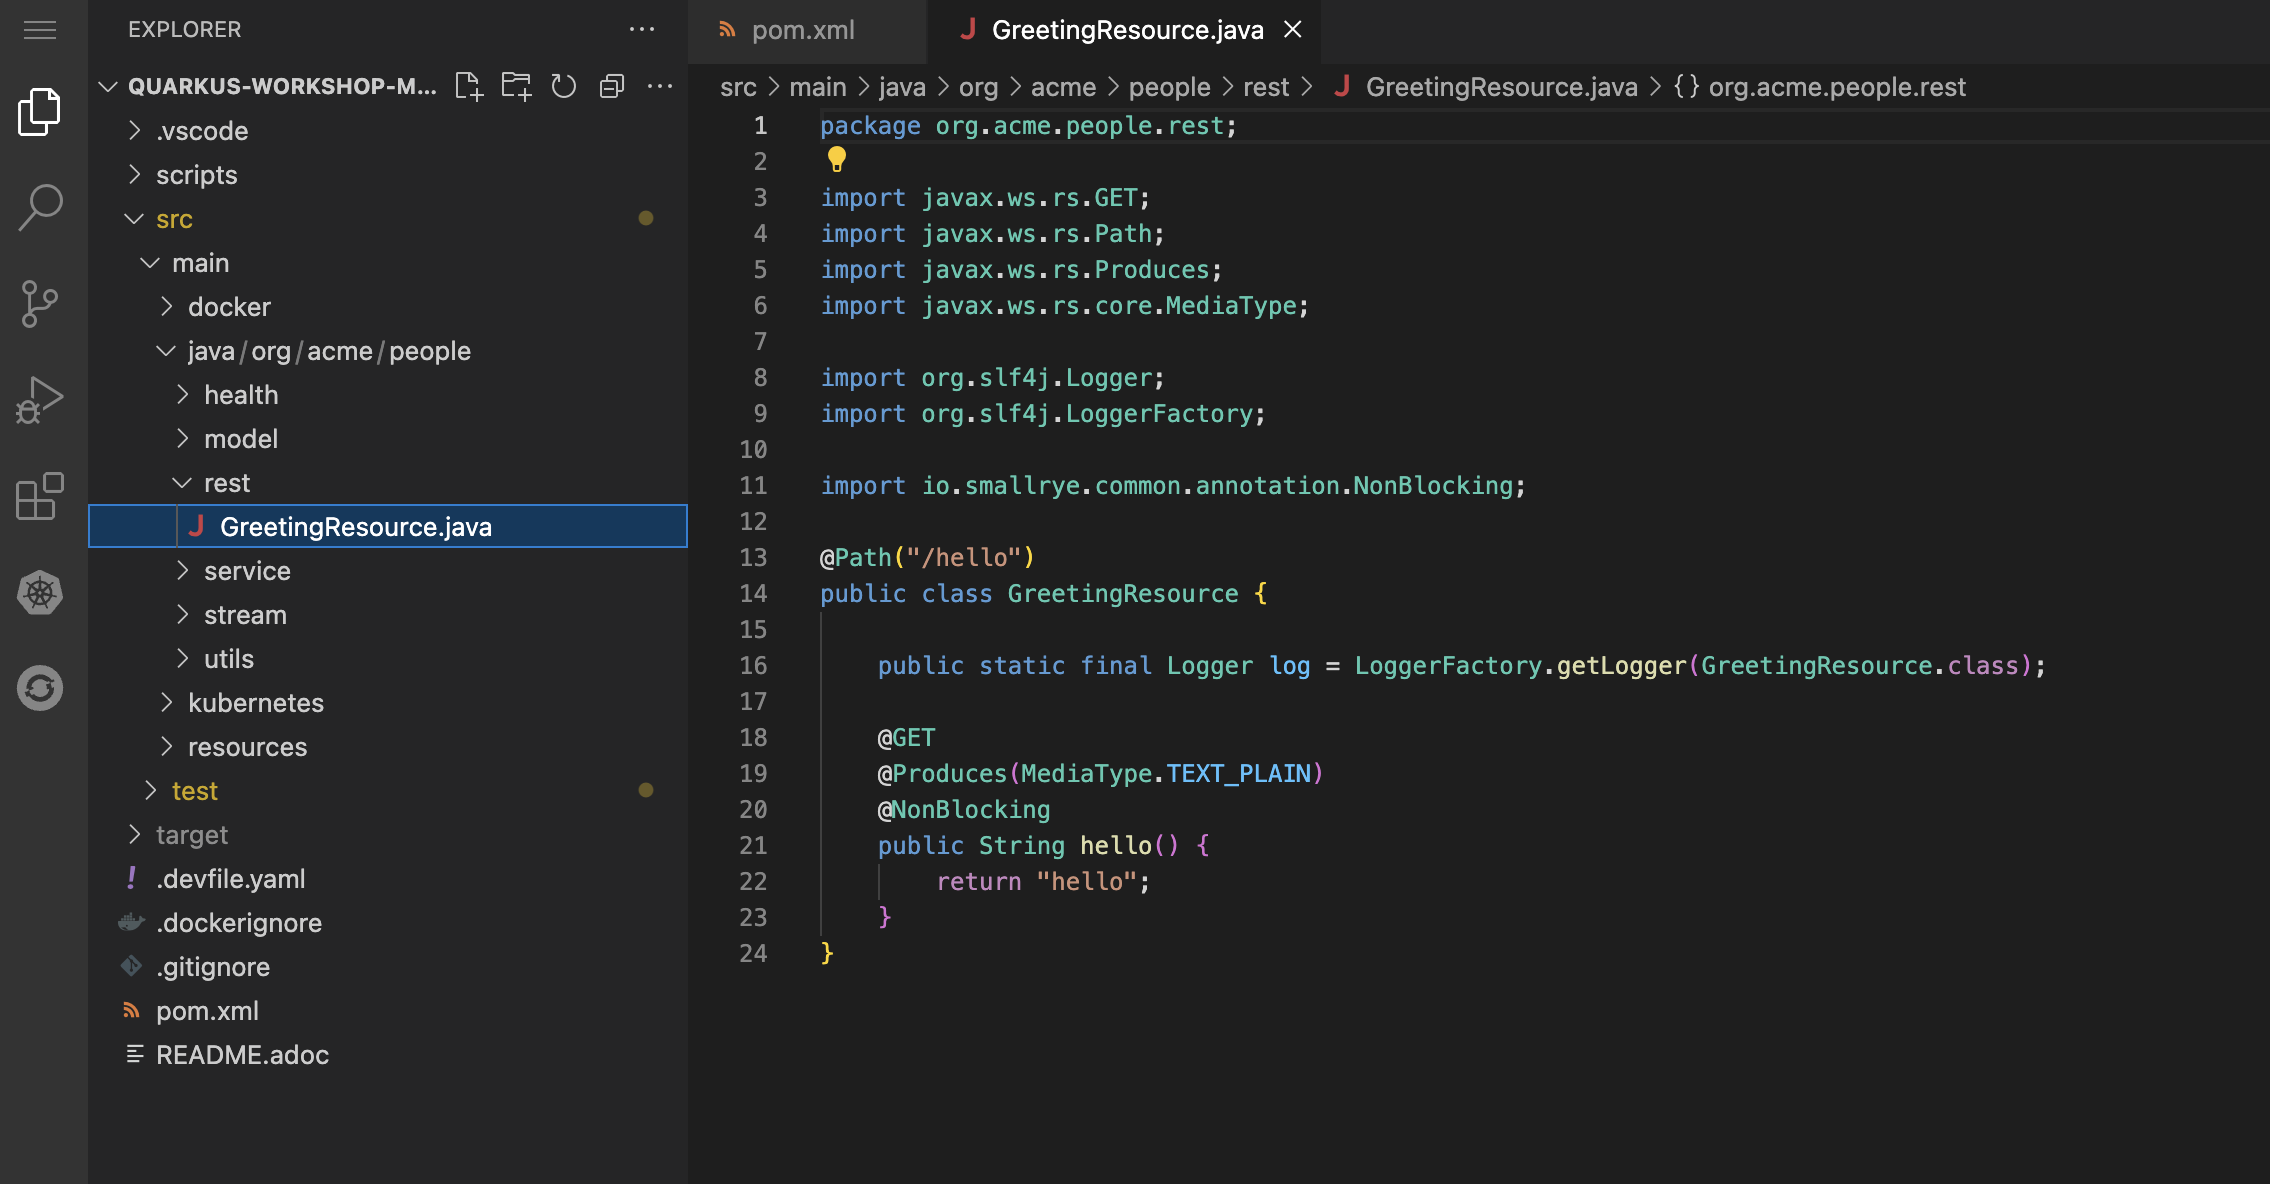 EXPLORER
QUARKUS-WORKSHOP-M...
.vscode
scripts
src
main
docker
java/org/acme/people
health
model
rest
GreetingResource.java
service
stream
utils
kubernetes
resources
test
target
.devfile.yaml
.dockerignore
.gitignore
pom.xml
README.adoc
pom.xml
GreetingResource.java
src > main > java > org > acme > people > rest > J GreetingResource.java > {} org.acme.people.rest
1 package org.acme.people.rest;
2
3 import javax.ws.rs.GET;
4 import javax.ws.rs.Path;
5 import javax.ws.rs.Produces;
6 import javax.ws.rs.core.MediaType;
7
8 import org.slf4j.Logger;
9 import org.slf4j.LoggerFactory;
10
11 import io.smallrye.common.annotation.NonBlocking;
12
13 @Path("/hello")
14 public class GreetingResource {
15
16     public static final Logger log = LoggerFactory.getLogger(GreetingResource.class);
17
18     @GET
19     @Produces(MediaType.TEXT_PLAIN)
20     @NonBlocking
21     public String hello() {
22         return "hello";
23     }
24 }